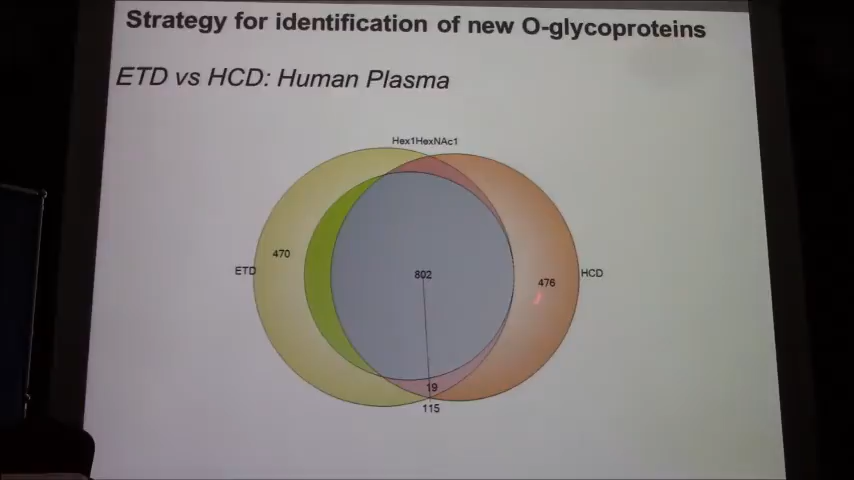 Strategy for identification of new O-glycoproteins
ETD vs HCD: Human Plasma
Hex1HexNAc1
470
ETD
802
476
HCD
19
115